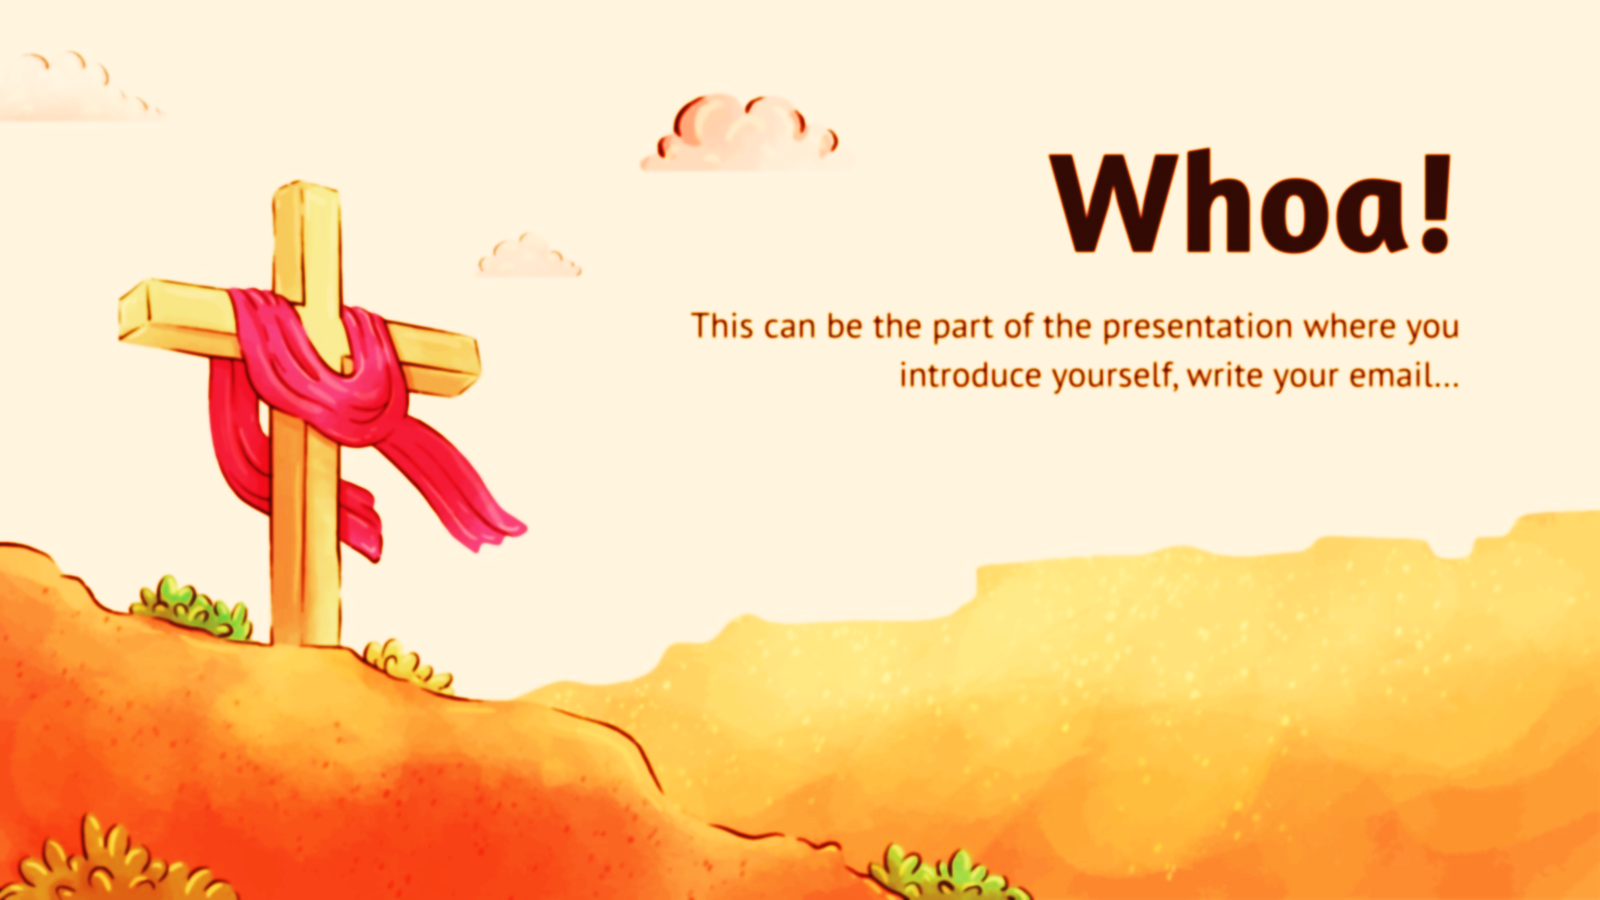 Whoa!
This can be the part of the presentation where you
introduce yourself, write your email...